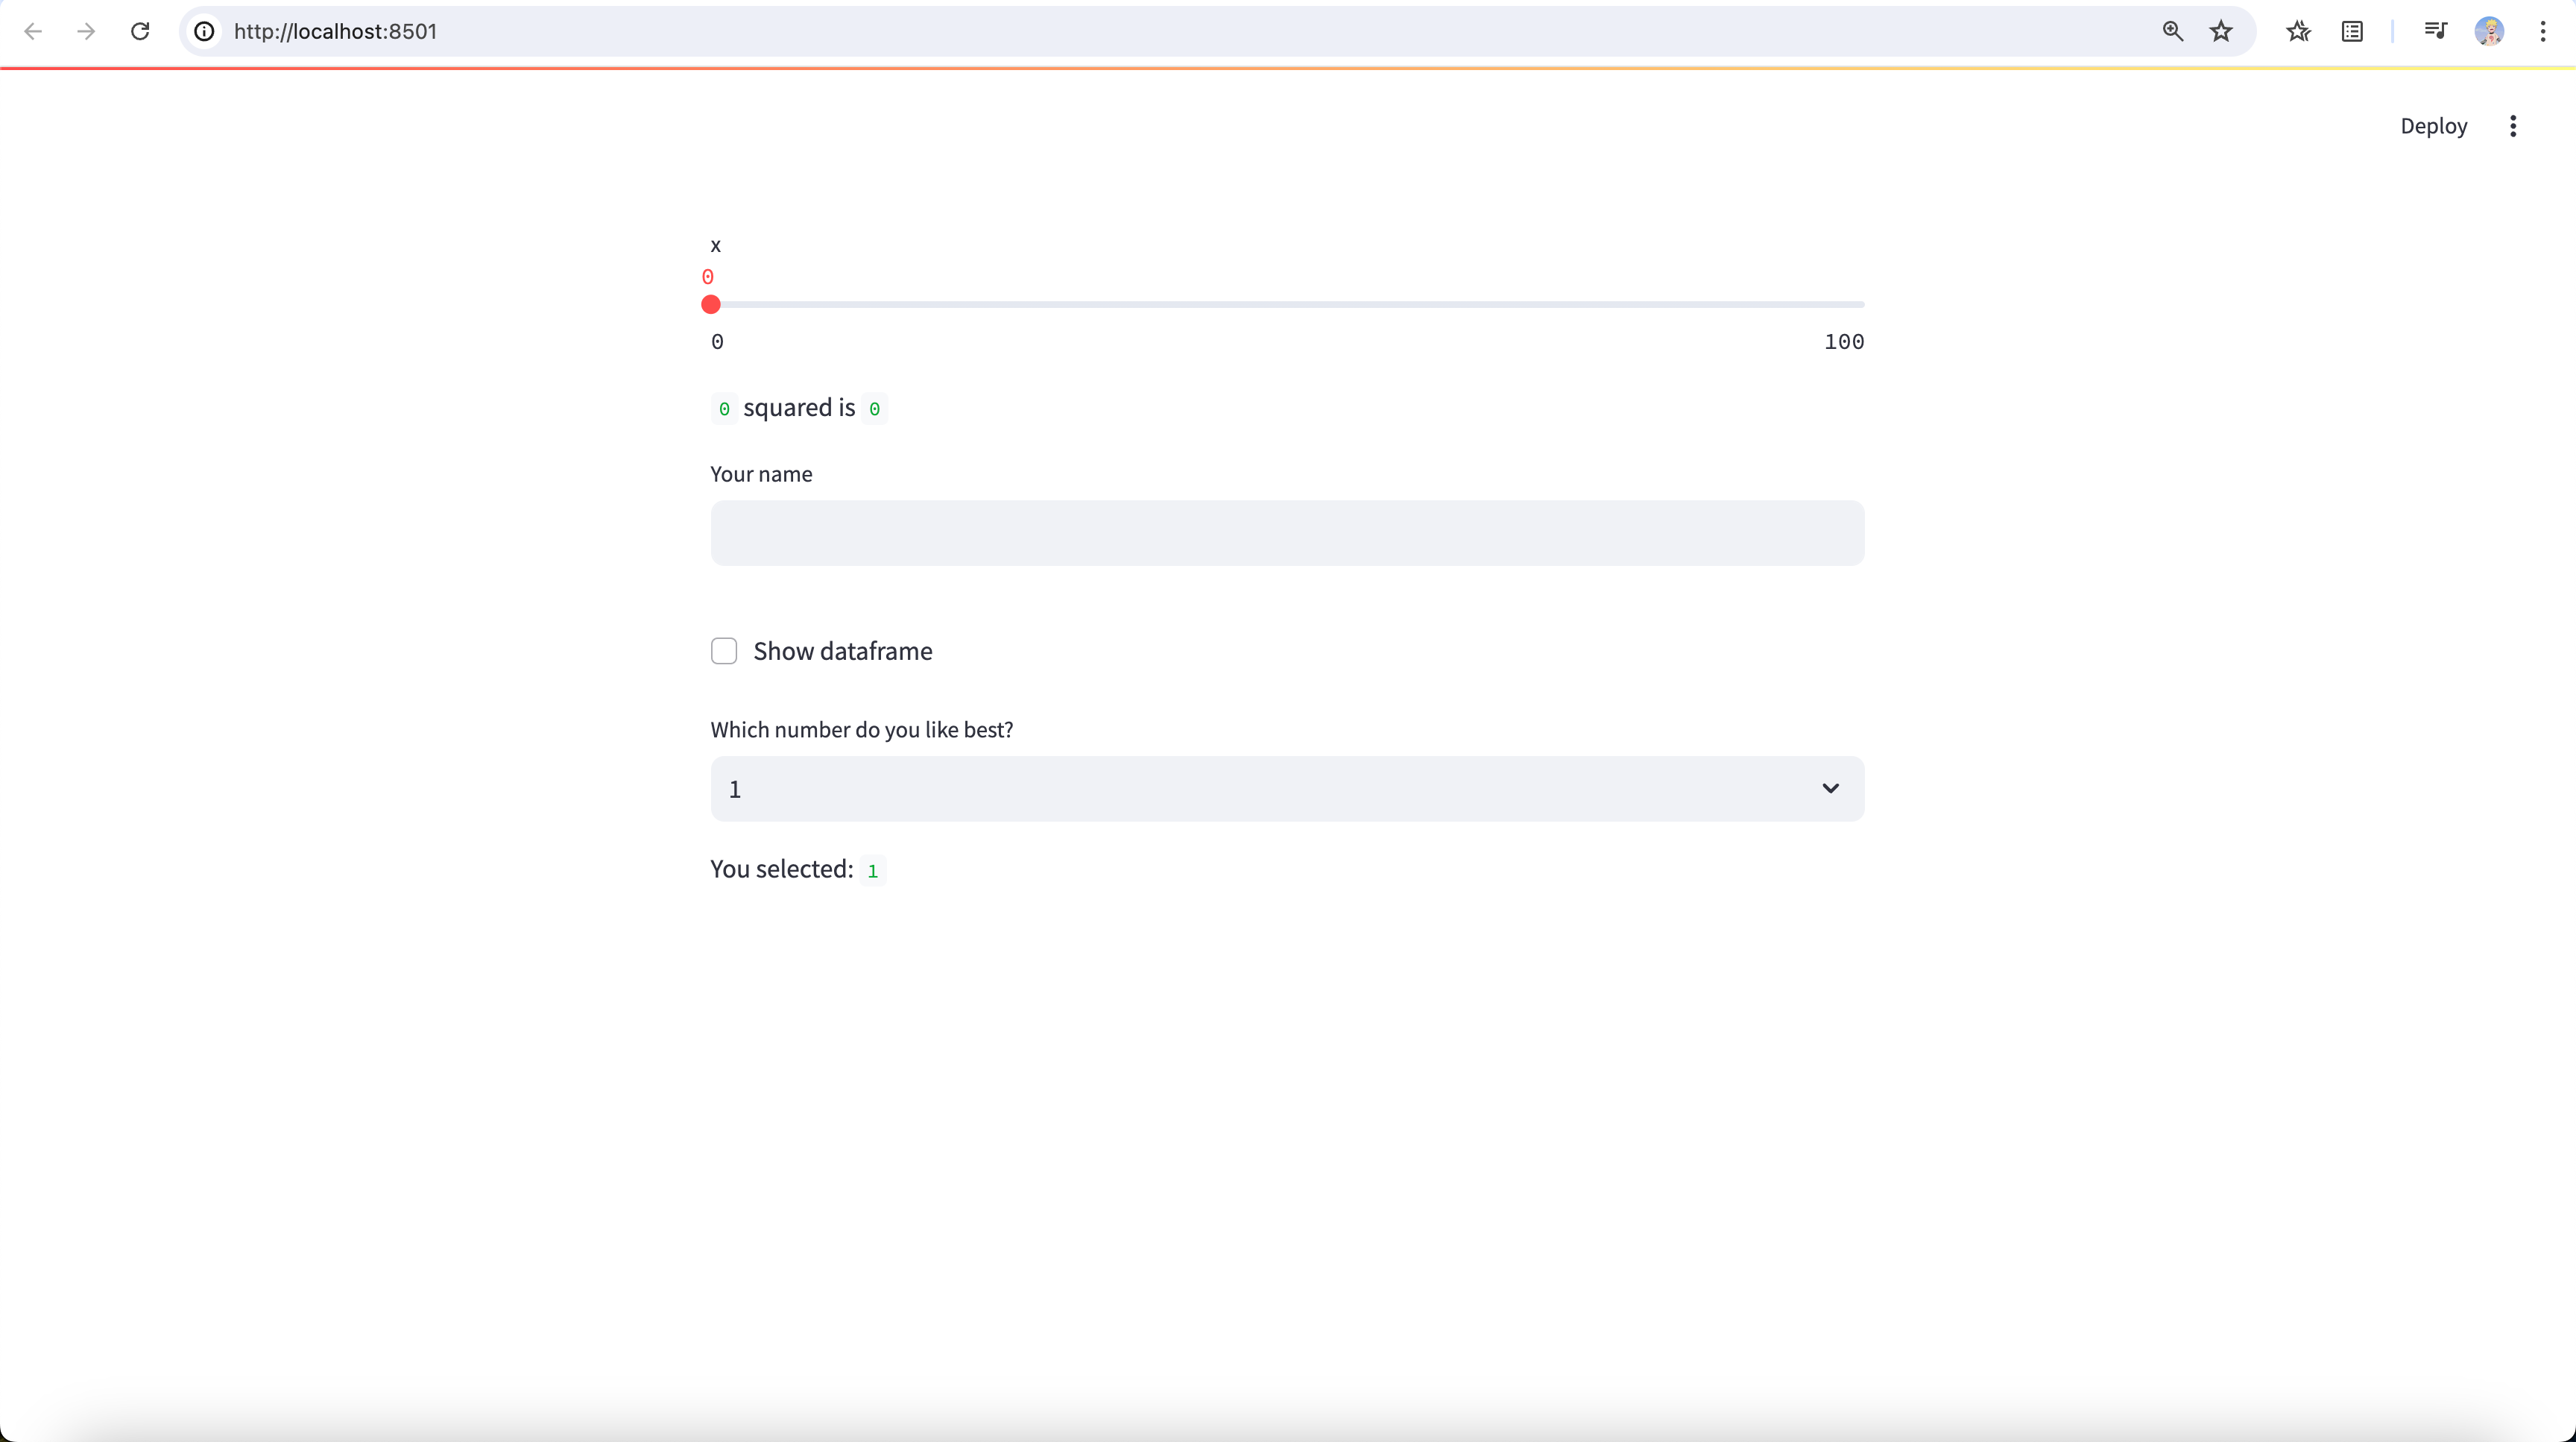 http://localhost:8501
Deploy
x
0
0 100
0 squared is 0
Your name
Show dataframe
Which number do you like best?
1
You selected: 1